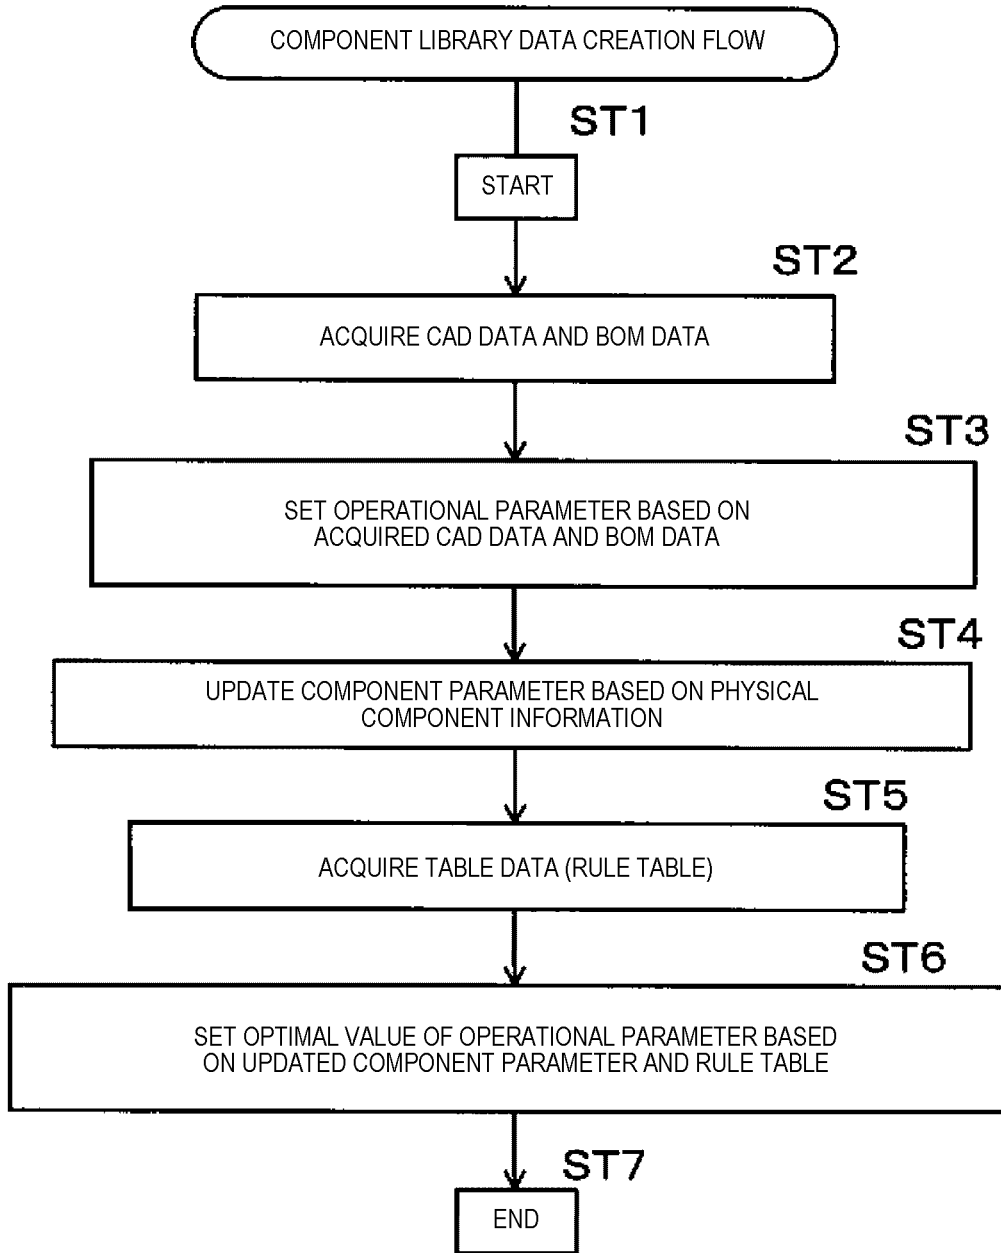 COMPONENT LIBRARY DATA CREATION FLOW
ST1
START
ST2
ACQUIRE CAD DATA AND BOM DATA
ST3
SET OPERATIONAL PARAMETER BASED ON
ACQUIRED CAD DATA AND BOM DATA
ST4
UPDATE COMPONENT PARAMETER BASED ON PHYSICAL
COMPONENT INFORMATION
ST5
ACQUIRE TABLE DATA (RULE TABLE)
ST6
SET OPTIMAL VALUE OF OPERATIONAL PARAMETER BASED
ON UPDATED COMPONENT PARAMETER AND RULE TABLE
ST7
END